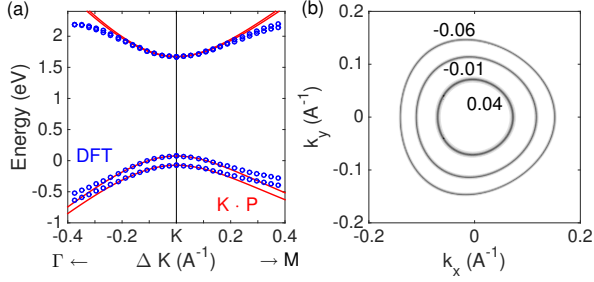 (a)
2
1.5
1
0.5
0
-0.5
-1
Energy (eV)
DFT
K · P
-0.4
-0.2
K
0.2
0.4
Γ ←
Δ K (A⁻¹)
→ M
(b)
0.2
0.1
0
-0.1
-0.2
k_y (A⁻¹)
-0.06
-0.01
0.04
-0.2
0
0.2
k_x (A⁻¹)